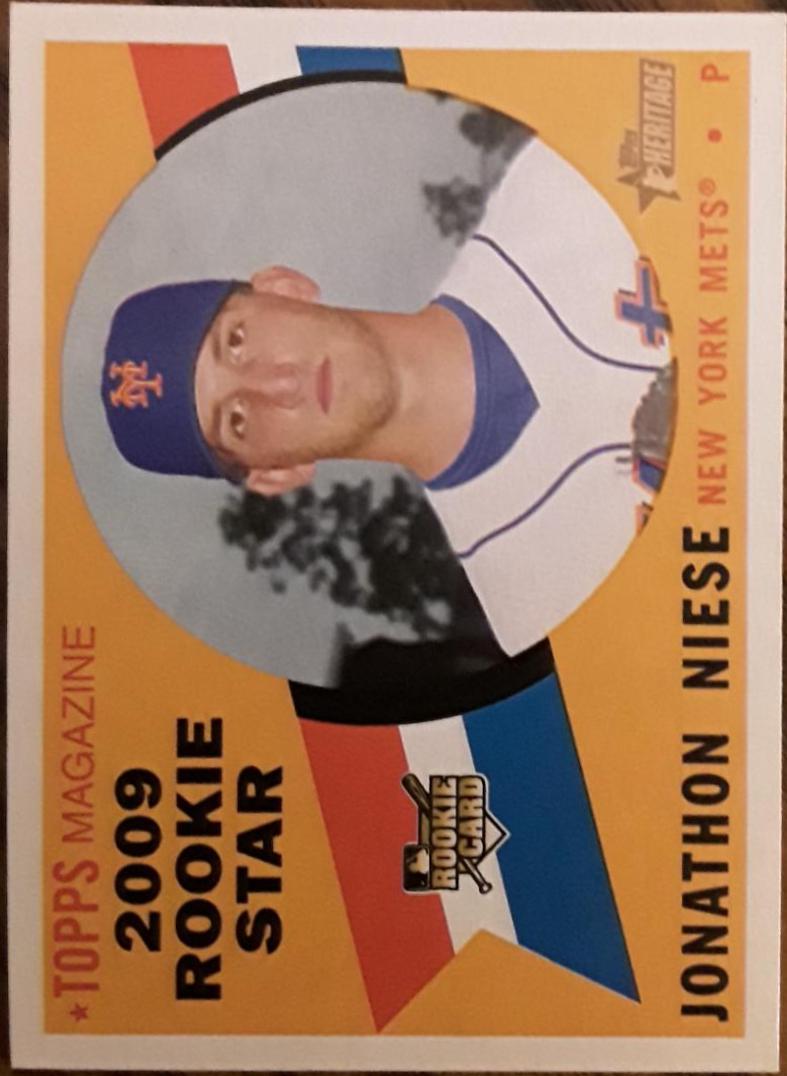 ★TOPPS MAGAZINE
2009
ROOKIE
STAR
ROOKIE
CARD
Topps
HERITAGE
JONATHON NIESE NEW YORK METS® • P
NY